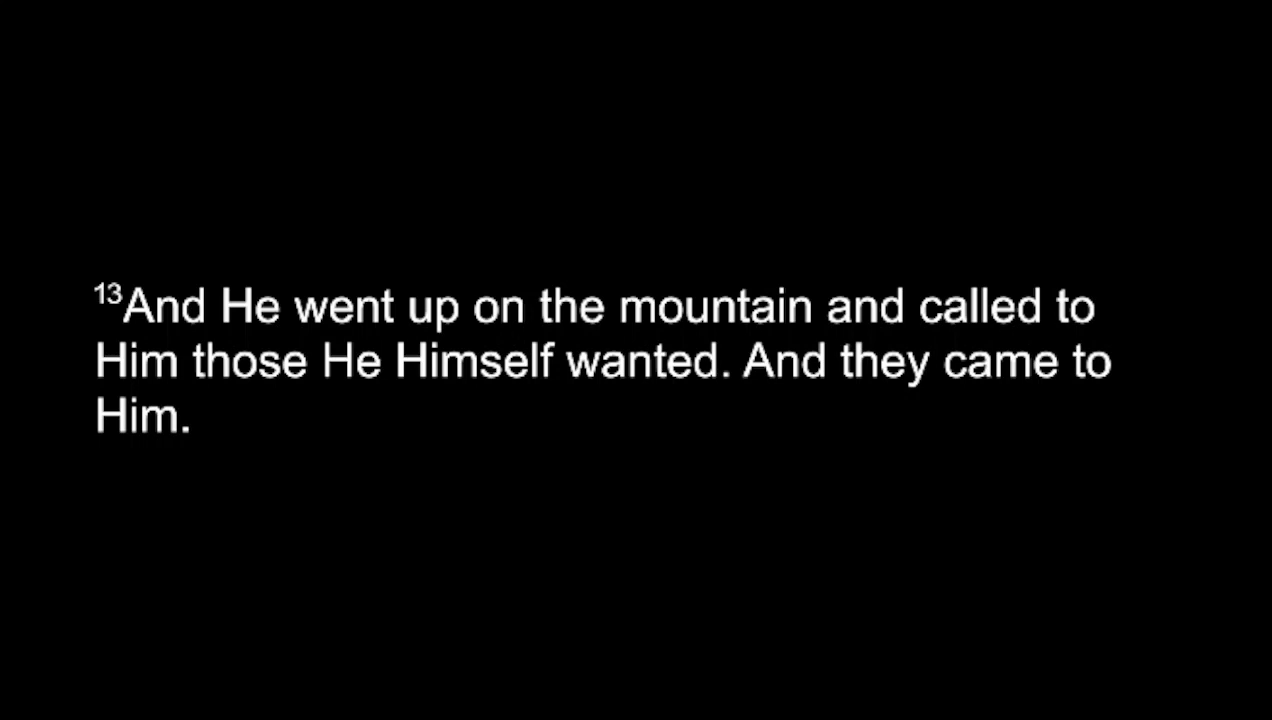 ¹³And He went up on the mountain and called to
Him those He Himself wanted. And they came to
Him.